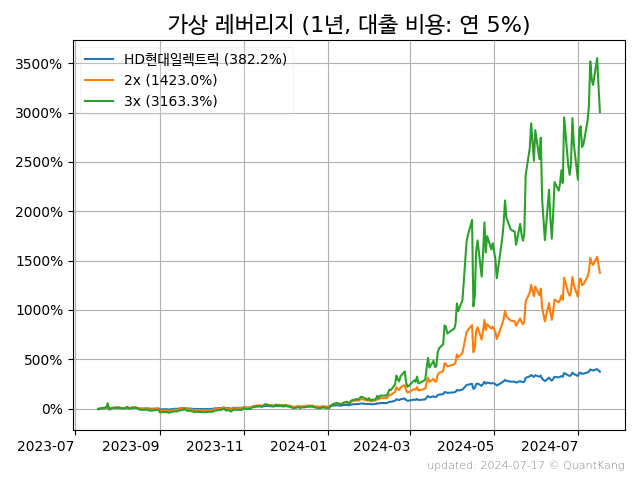 가상 레버리지 (1년, 대출 비용: 연 5%)
HD현대일렉트릭 (382.2%)
2x (1423.0%)
3x (3163.3%)
3500%
3000%
2500%
2000%
1500%
1000%
500%
0%
2023-07 2023-09 2023-11 2024-01 2024-03 2024-05 2024-07
updated: 2024-07-17 © QuantKang